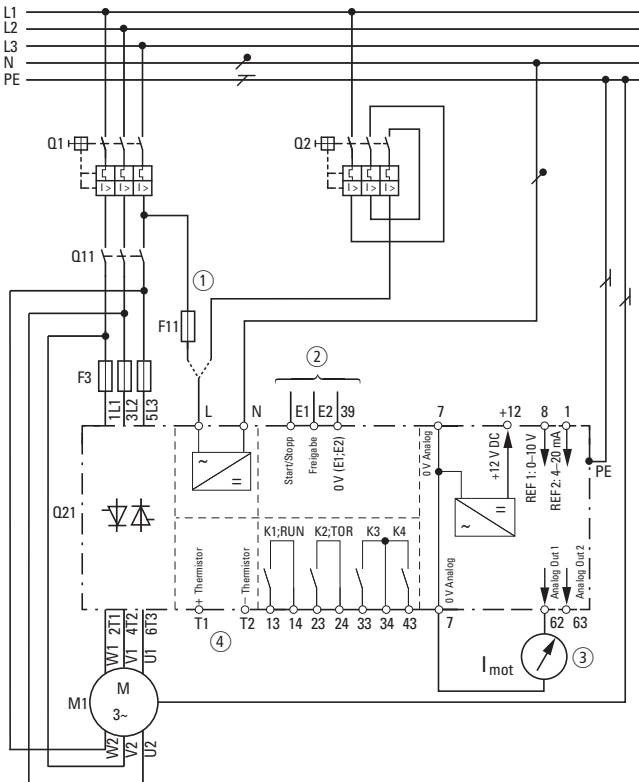 L1
L2
L3
N
PE
Q1
I> I> I>
Q2
I> I> I>
Q11
1
F11
2
F3
1L1
3L2
5L3
L
N
E1
E2
39
7
+12
8
1
PE
Start/Stopp
Freigabe
0 V (E1;E2)
0 V Analog
+12 V DC
REF 1: 0–10 V
REF 2: 4–20 mA
~
=
~
=
Q21
K1;RUN
K2;TOR
K3
K4
+ Thermistor
– Thermistor
0 V Analog
Analog Out 1
Analog Out 2
2T1
4T2
6T3
T1
T2
13
14
23
24
33
34
43
7
62
63
4
W1
V1
U1
M1
M
3~
I mot
3
W2
V2
U2